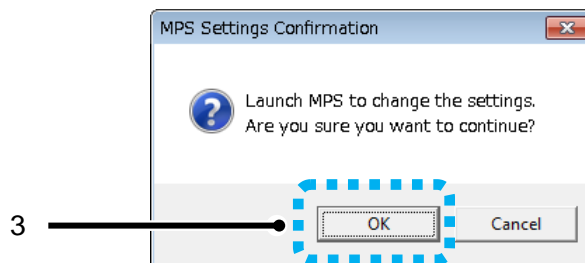 MPS Settings Confirmation
Launch MPS to change the settings.
Are you sure you want to continue?
3
OK
Cancel